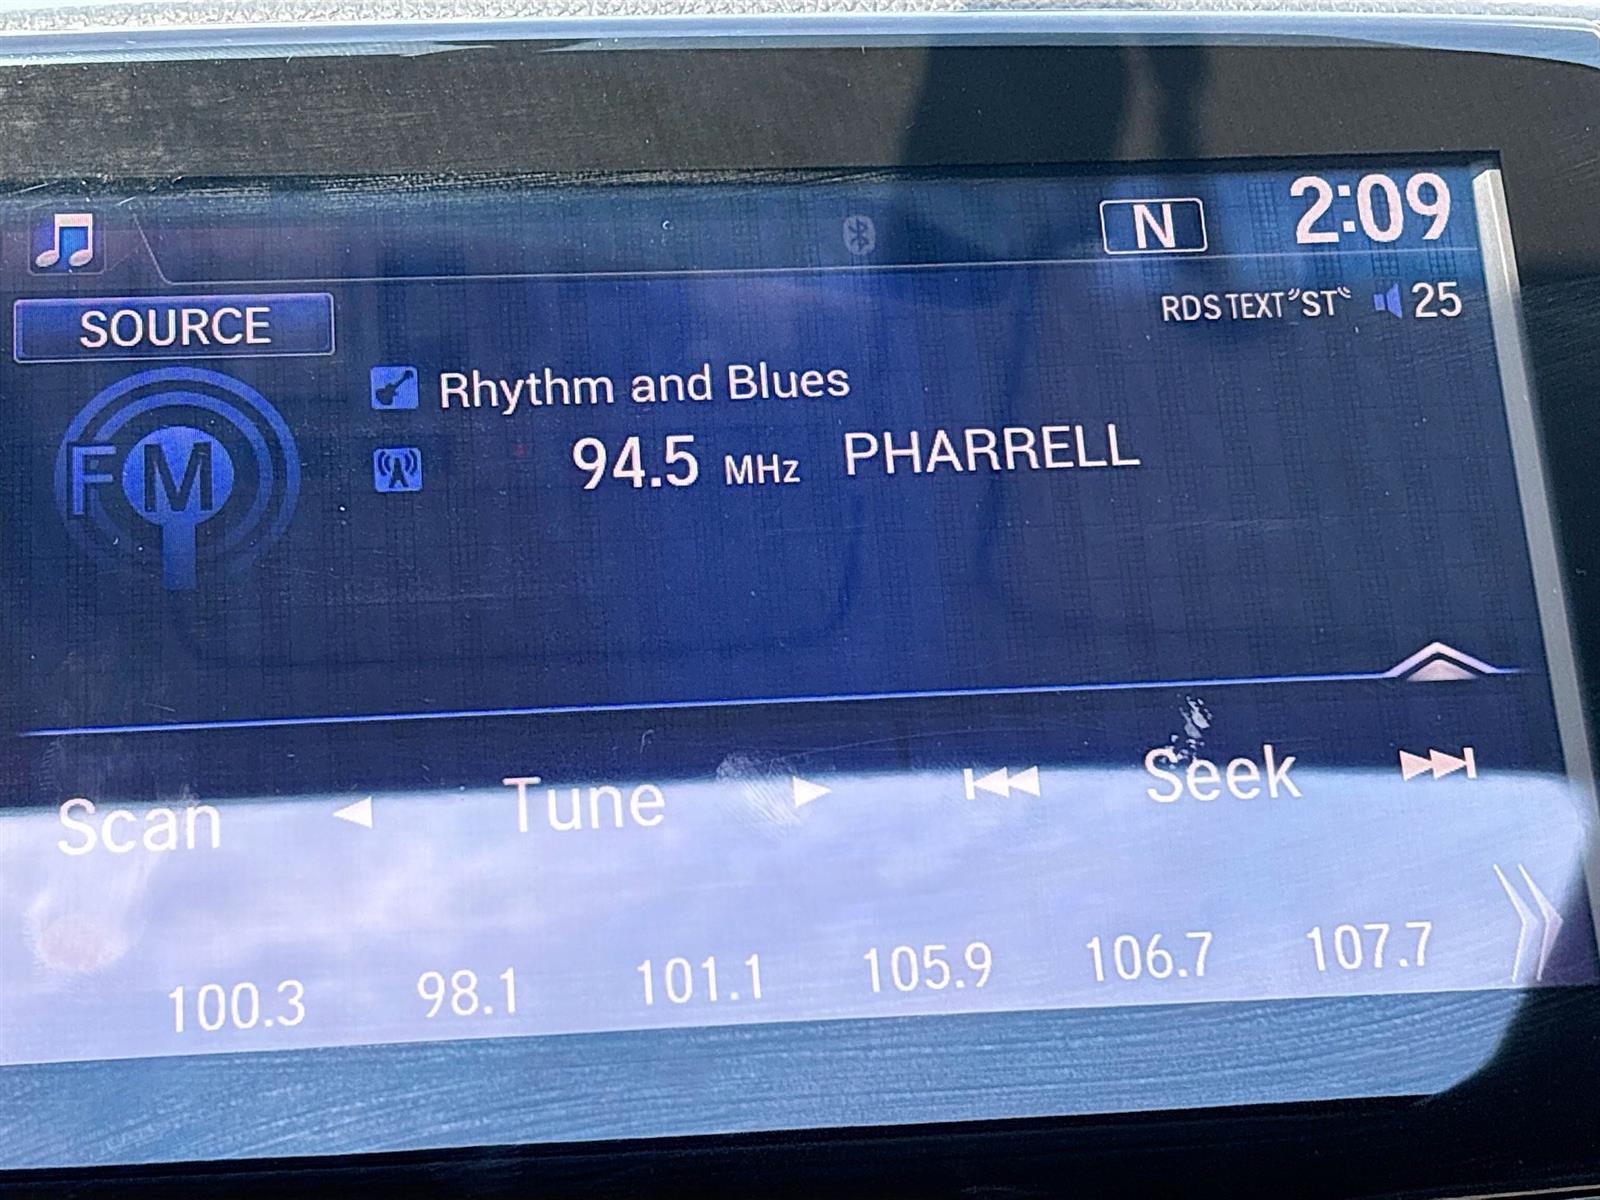 N 2:09
SOURCE
RDS TEXT "ST" 25
Rhythm and Blues
FM
94.5 MHz PHARRELL
Scan Tune Seek
100.3 98.1 101.1 105.9 106.7 107.7